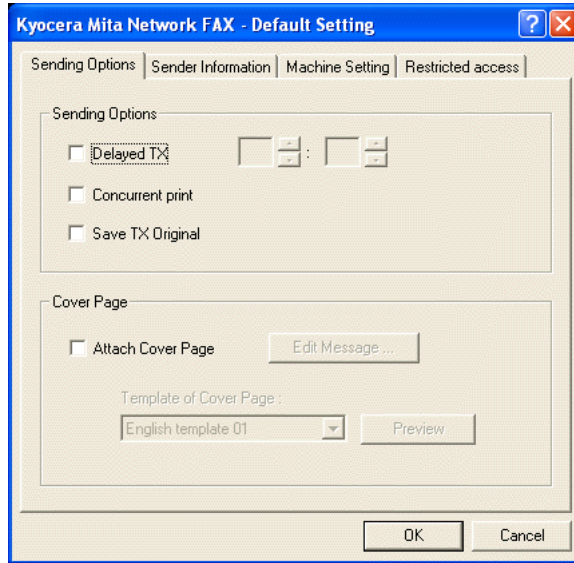 Kyocera Mita Network FAX - Default Setting
Sending Options Sender Information Machine Setting Restricted access
Sending Options
Delayed TX :
Concurrent print
Save TX Original
Cover Page
Attach Cover Page Edit Message ...
Template of Cover Page :
English template 01 Preview
OK Cancel